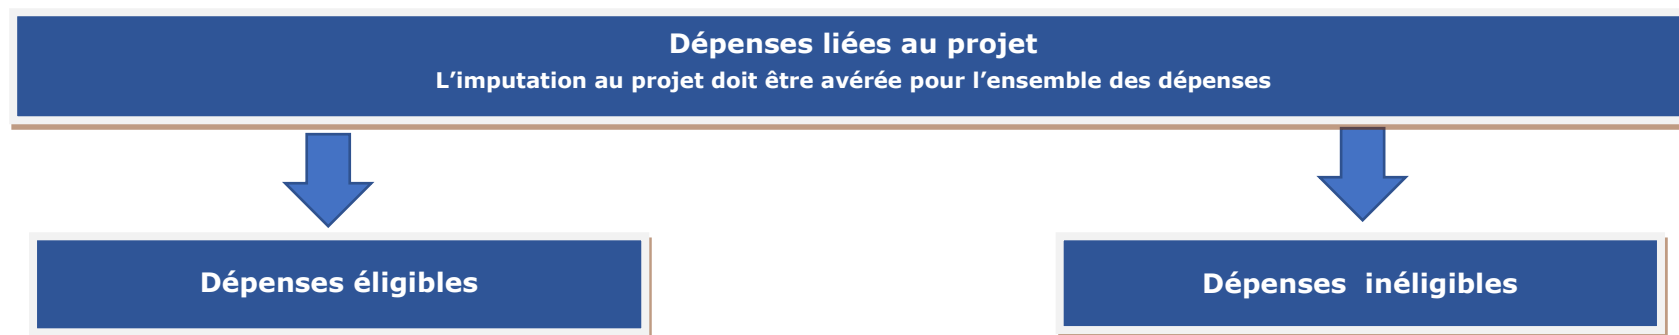 Dépenses liées au projet
L’imputation au projet doit être avérée pour l’ensemble des dépenses
Dépenses éligibles
Dépenses inéligibles